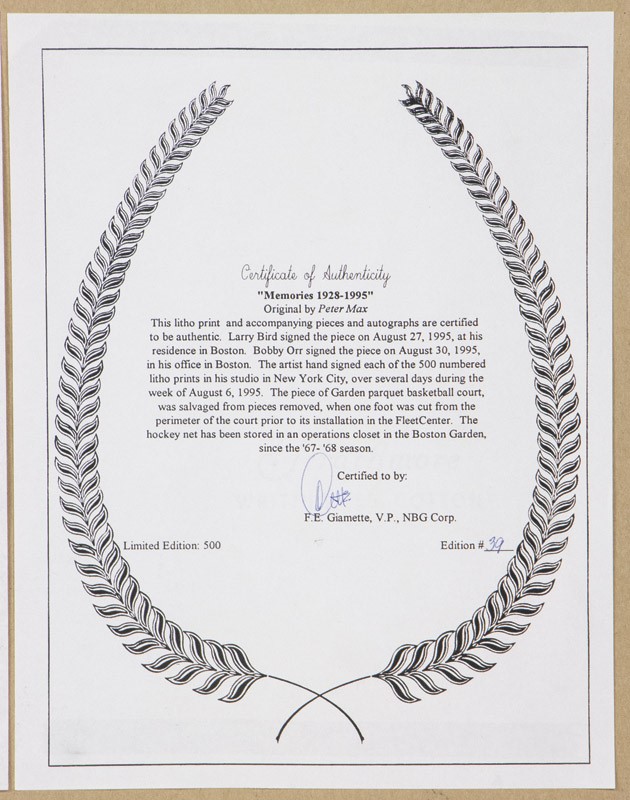 Certificate of Authenticity
"Memories 1928-1995"
Original by Peter Max
This litho print and accompanying pieces and autographs are certified
to be authentic. Larry Bird signed the piece on August 27, 1995, at his
residence in Boston. Bobby Orr signed the piece on August 30, 1995,
in his office in Boston. The artist hand signed each of the 500 numbered
litho prints in his studio in New York City, over several days during the
week of August 6, 1995. The piece of Garden parquet basketball court,
was salvaged from pieces removed, when one foot was cut from the
perimeter of the court prior to its installation in the FleetCenter. The
hockey net has been stored in an operations closet in the Boston Garden,
since the '67- '68 season.
Certified to by:
F.E. Giamette, V.P., NBG Corp.
Limited Edition: 500
Edition # 39